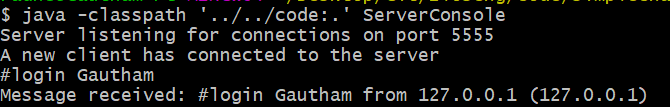 $ java -classpath '../../code:.' ServerConsole
Server listening for connections on port 5555
A new client has connected to the server
#login Gautham
Message received: #login Gautham from 127.0.0.1 (127.0.0.1)